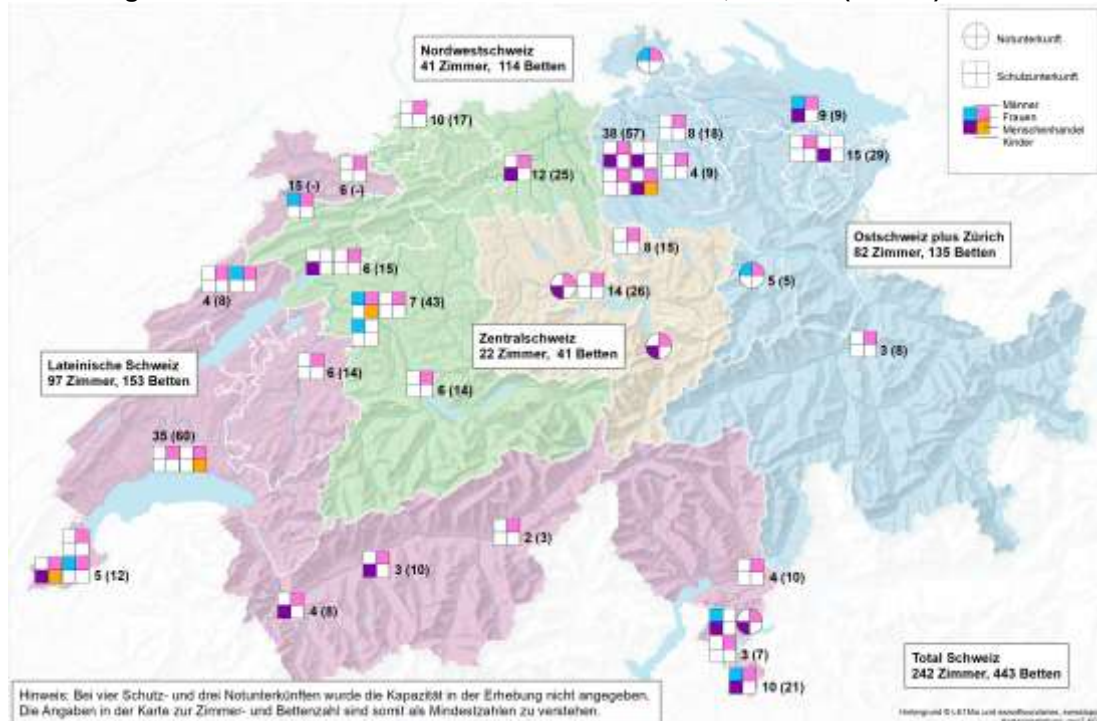 Nordwestschweiz
41 Zimmer, 114 Betten
Notunterkunft
Schutzunterkunft
Männer
Frauen
Menschenhandel
Kinder
10 (17)
38 (57)
8 (18)
9 (9)
6 (-)
12 (25)
4 (9)
15 (29)
15 (-)
8 (15)
Ostschweiz plus Zürich
82 Zimmer, 135 Betten
6 (15)
5 (5)
4 (8)
14 (26)
7 (43)
Zentralschweiz
22 Zimmer, 41 Betten
3 (8)
Lateinische Schweiz
97 Zimmer, 153 Betten
6 (14)
6 (14)
35 (60)
2 (3)
3 (10)
5 (12)
4 (10)
4 (8)
3 (7)
Total Schweiz
242 Zimmer, 443 Betten
10 (21)
Hinweis: Bei vier Schutz- und drei Notunterkünften wurde die Kapazität in der Erhebung nicht angegeben.
Die Angaben in der Karte zur Zimmer- und Bettenzahl sind somit als Mindestzahlen zu verstehen.